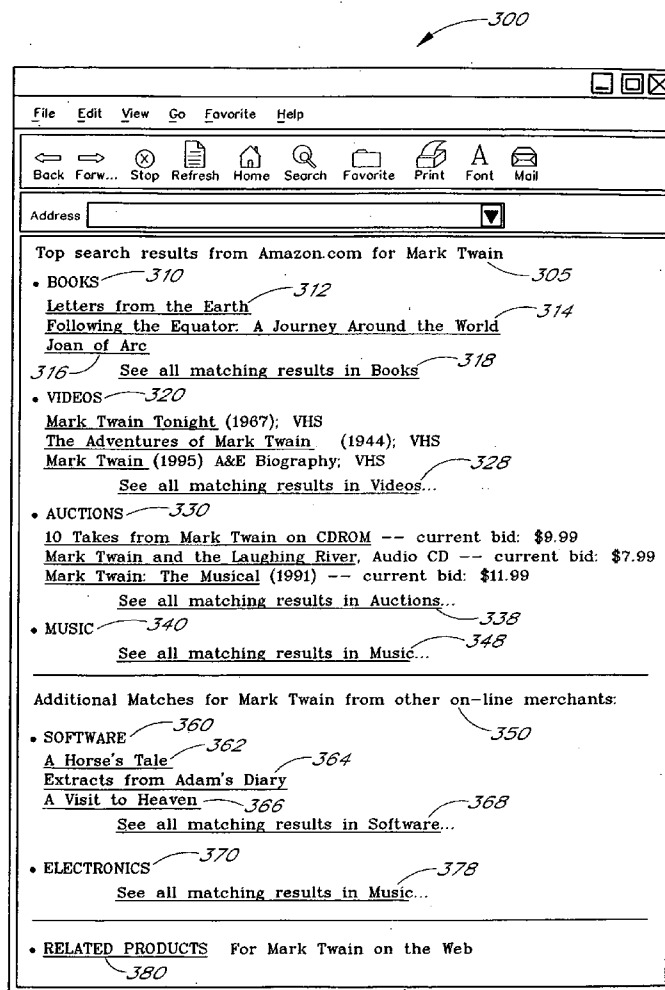 300
File Edit View Go Favorite Help
Back Forw... Stop Refresh Home Search Favorite Print Font Mail
Address
Top search results from Amazon.com for Mark Twain
305
• BOOKS 310
312
Letters from the Earth
Following the Equator: A Journey Around the World 314
Joan of Arc
316 See all matching results in Books 318
• VIDEOS 320
Mark Twain Tonight (1967); VHS
The Adventures of Mark Twain (1944); VHS
Mark Twain (1995) A&E Biography; VHS 328
See all matching results in Videos...
• AUCTIONS 330
10 Takes from Mark Twain on CDROM -- current bid: $9.99
Mark Twain and the Laughing River, Audio CD -- current bid: $7.99
Mark Twain: The Musical (1991) -- current bid: $11.99
See all matching results in Auctions...
338
• MUSIC 340
See all matching results in Music... 348
Additional Matches for Mark Twain from other on-line merchants:
350
• SOFTWARE 360
362
A Horse's Tale 364
Extracts from Adam's Diary
A Visit to Heaven 366 368
See all matching results in Software...
• ELECTRONICS 370
See all matching results in Music... 378
• RELATED PRODUCTS For Mark Twain on the Web
380